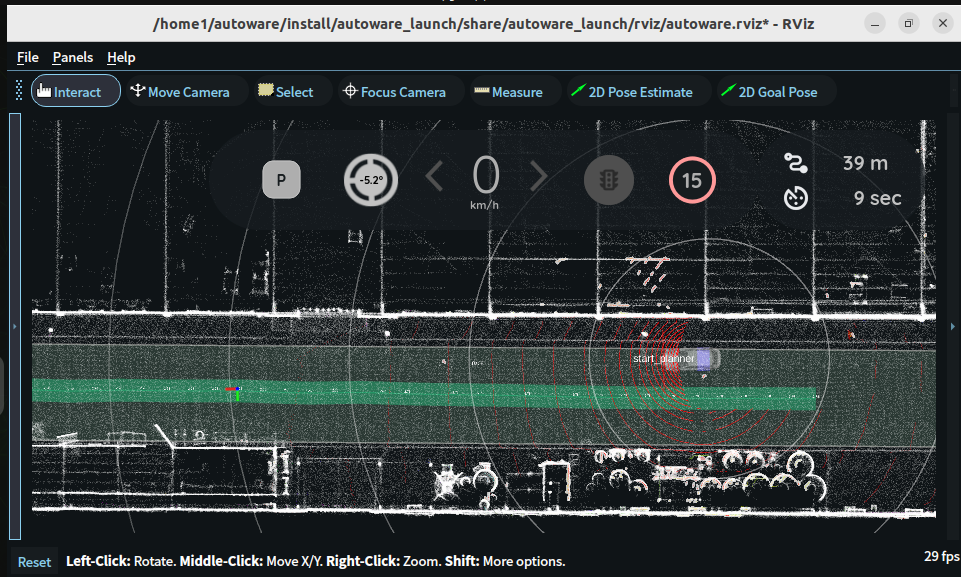 /home1/autoware/install/autoware_launch/share/autoware_launch/rviz/autoware.rviz* - RViz
File Panels Help
Interact Move Camera Select Focus Camera Measure 2D Pose Estimate 2D Goal Pose
P -5.2° 0 km/h 15 39 m
9 sec
start_planner
Reset Left-Click: Rotate. Middle-Click: Move X/Y. Right-Click: Zoom. Shift: More options. 29 fps